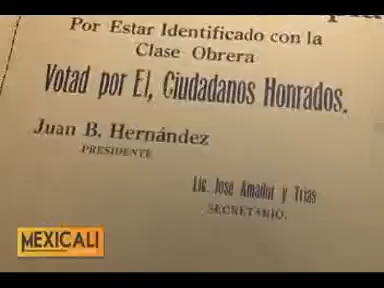 Por Estar Identificado con la
Clase Obrera
Votad por El, Ciudadanos Honrados.
Juan B. Hernández
PRESIDENTE
Lic. José Amador y Trías
SECRETARIO.
MEXICALI